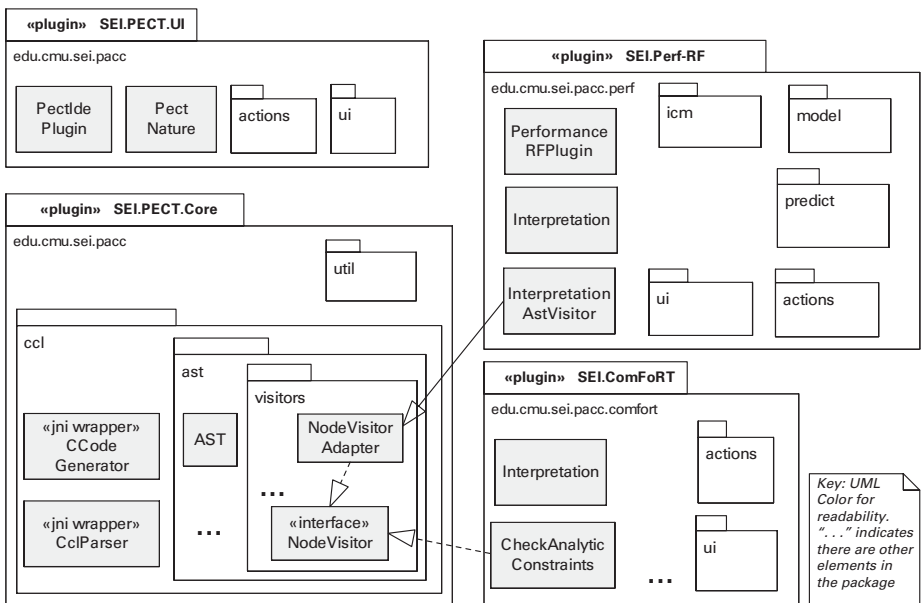 «plugin» SEI.PECT.UI
edu.cmu.sei.pacc
PectIde
Plugin
Pect
Nature
actions
ui
«plugin» SEI.Perf-RF
edu.cmu.sei.pacc.perf
Performance
RFPlugin
icm
model
Interpretation
predict
Interpretation
AstVisitor
ui
actions
«plugin» SEI.PECT.Core
edu.cmu.sei.pacc
util
ccl
ast
visitors
«jni wrapper»
CCode
Generator
AST
NodeVisitor
Adapter
...
«jni wrapper»
CclParser
...
«interface»
NodeVisitor
«plugin» SEI.ComFoRT
edu.cmu.sei.pacc.comfort
Interpretation
actions
CheckAnalytic
Constraints
...
ui
Key: UML
Color for
readability.
“. . .” indicates
there are other
elements in
the package